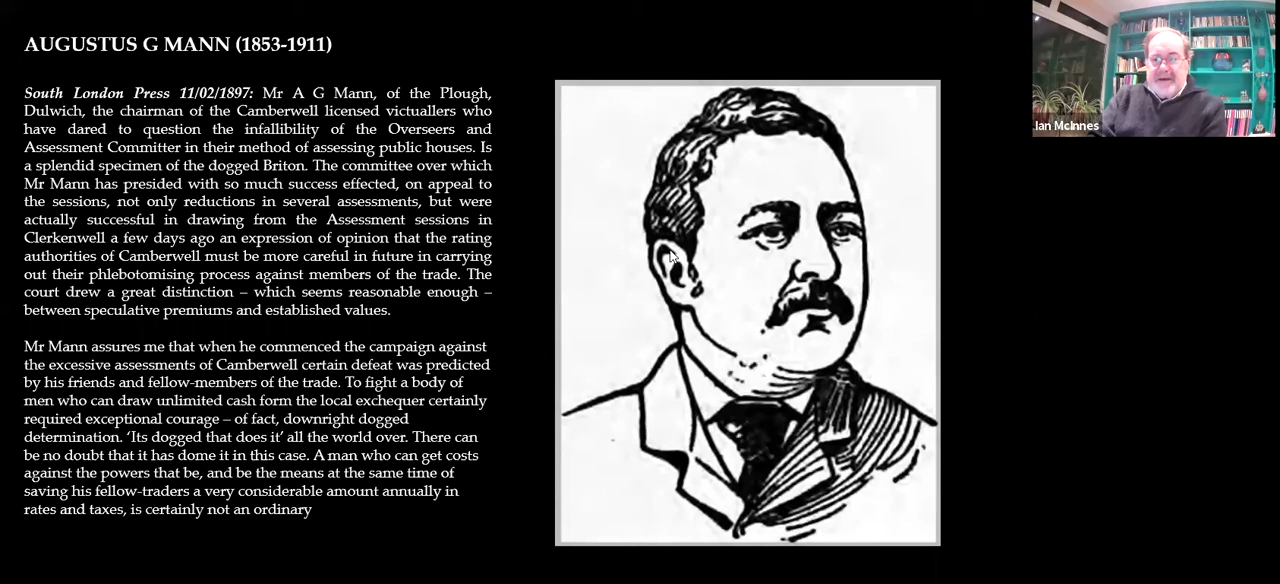 AUGUSTUS G MANN (1853-1911)
South London Press 11/02/1897: Mr A G Mann, of the Plough,
Dulwich, the chairman of the Camberwell licensed victuallers who
have dared to question the infallibility of the Overseers and
Assessment Committer in their method of assessing public houses. Is
a splendid specimen of the dogged Briton. The committee over which
Mr Mann has presided with so much success effected, on appeal to
the sessions, not only reductions in several assessments, but were
actually successful in drawing from the Assessment sessions in
Clerkenwell a few days ago an expression of opinion that the rating
authorities of Camberwell must be more careful in future in carrying
out their phlebotomising process against members of the trade. The
court drew a great distinction – which seems reasonable enough –
between speculative premiums and established values.
Mr Mann assures me that when he commenced the campaign against
the excessive assessments of Camberwell certain defeat was predicted
by his friends and fellow-members of the trade. To fight a body of
men who can draw unlimited cash form the local exchequer certainly
required exceptional courage – of fact, downright dogged
determination. ‘Its dogged that does it’ all the world over. There can
be no doubt that it has dome it in this case. A man who can get costs
against the powers that be, and be the means at the same time of
saving his fellow-traders a very considerable amount annually in
rates and taxes, is certainly not an ordinary
Ian McInnes